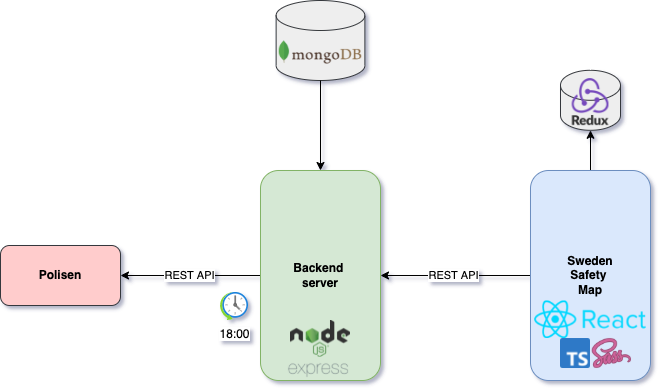 mongoDB
Redux
Polisen
REST API
18:00
Backend
server
node
JS
express
REST API
Sweden
Safety
Map
React
TS
Sass